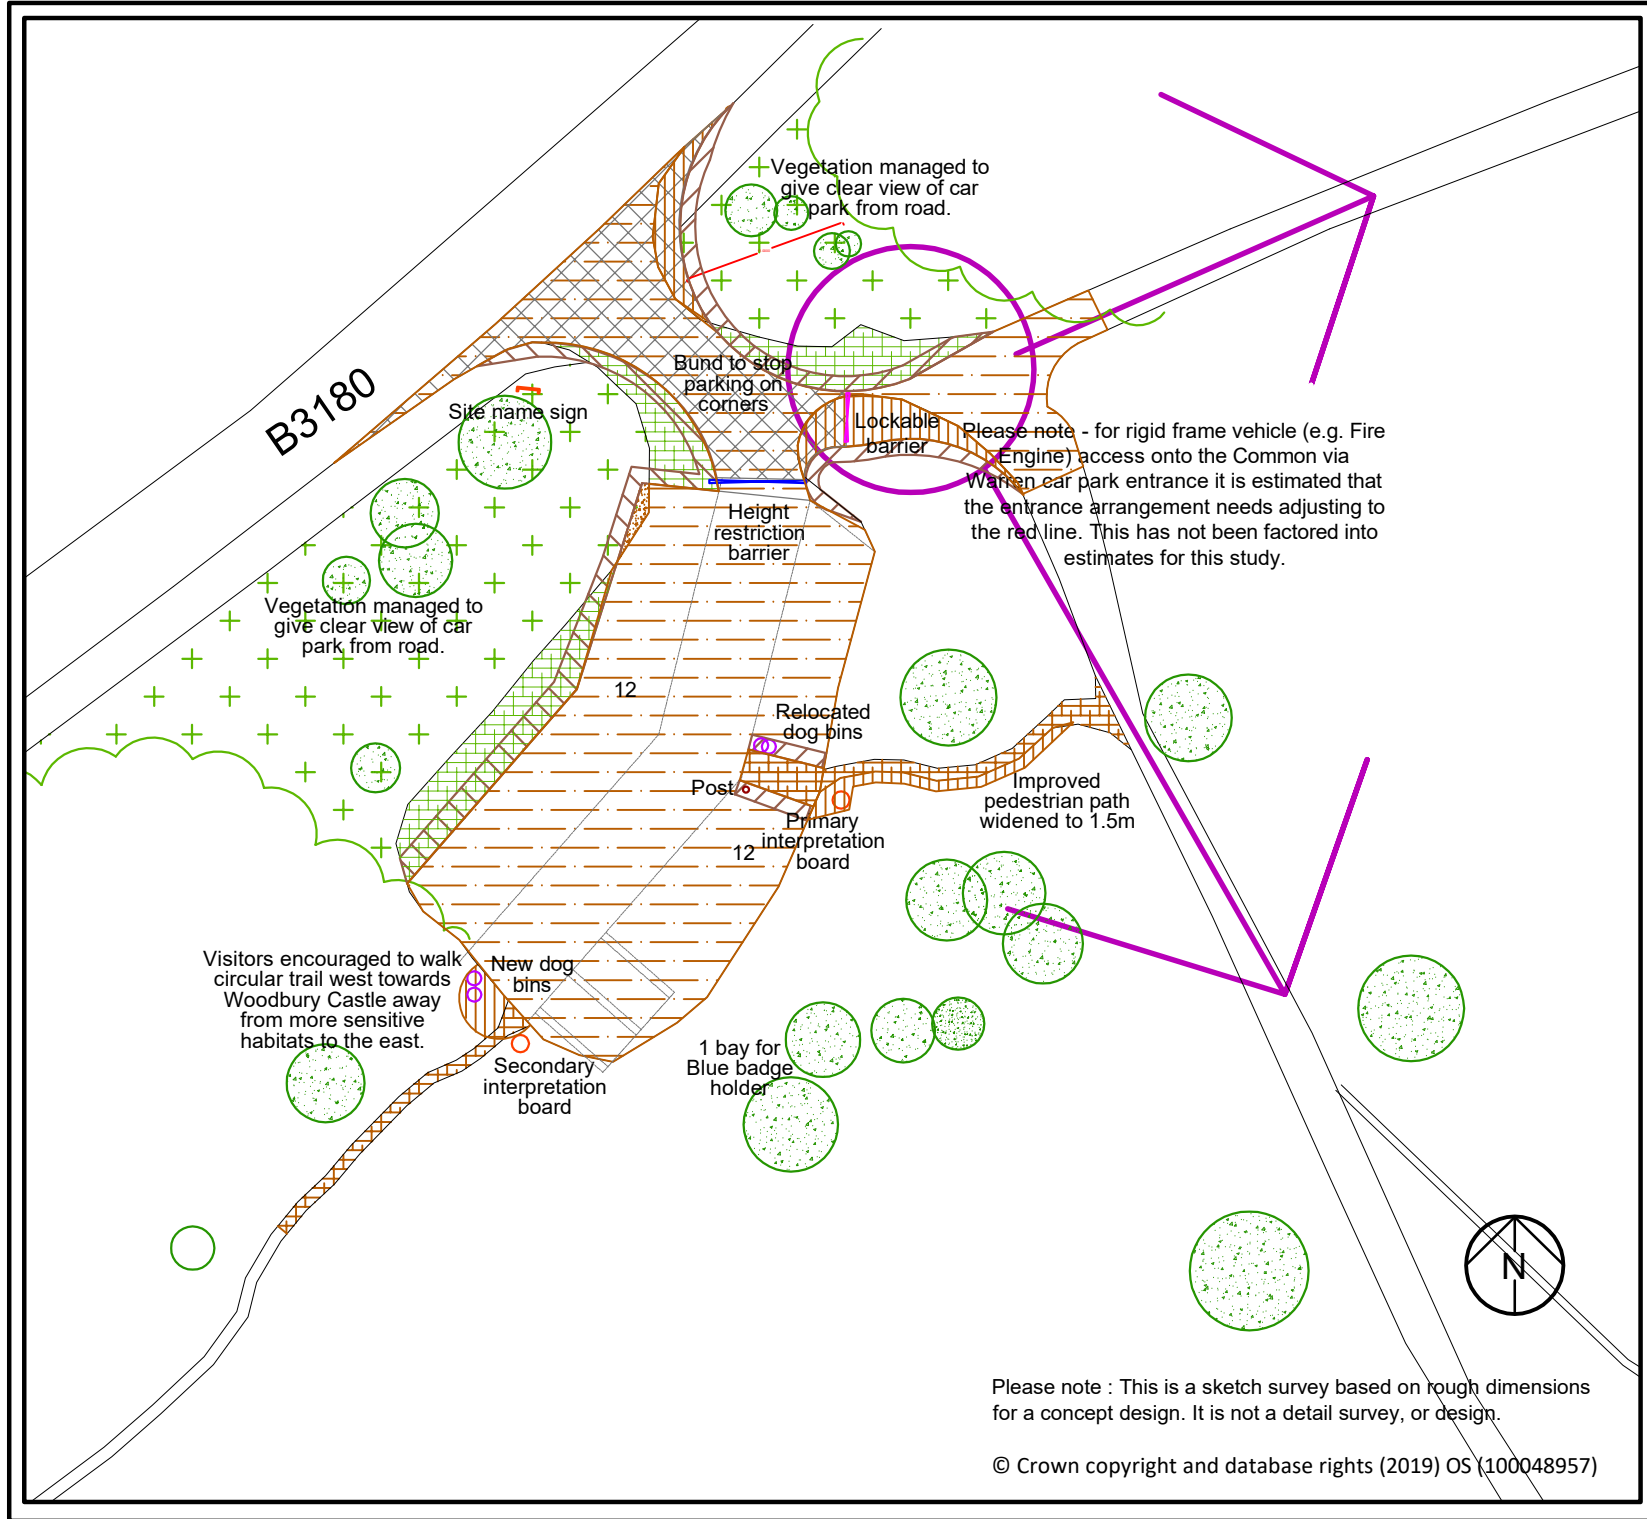 Vegetation managed to
give clear view of car
park from road.
B3180
Site name sign
Bund to stop
parking on
corners
Lockable
barrier
Please note - for rigid frame vehicle (e.g. Fire
Engine) access onto the Common via
Warren car park entrance it is estimated that
the entrance arrangement needs adjusting to
the red line. This has not been factored into
estimates for this study.
Height
restriction
barrier
Vegetation managed to
give clear view of car
park from road.
12
Relocated
dog bins
Post
Improved
pedestrian path
widened to 1.5m
Primary
interpretation
board
12
Visitors encouraged to walk
circular trail west towards
Woodbury Castle away
from more sensitive
habitats to the east.
New dog
bins
Secondary
interpretation
board
1 bay for
Blue badge
holder
N
Please note : This is a sketch survey based on rough dimensions
for a concept design. It is not a detail survey, or design.
© Crown copyright and database rights (2019) OS (100048957)